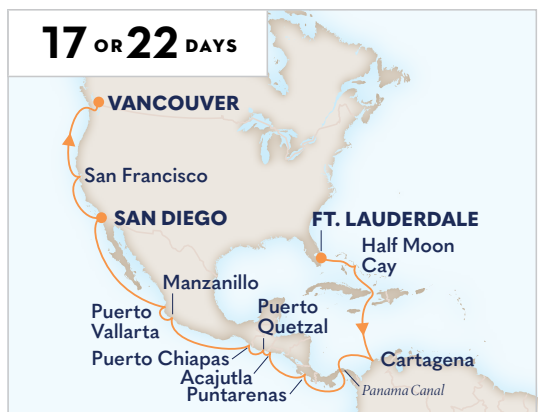 17 OR 22 DAYS
VANCOUVER
San Francisco
SAN DIEGO
FT. LAUDERDALE
Half Moon
Cay
Manzanillo
Puerto
Vallarta
Puerto
Quetzal
Puerto Chiapas
Acajutla
Puntarenas
Cartagena
Panama Canal